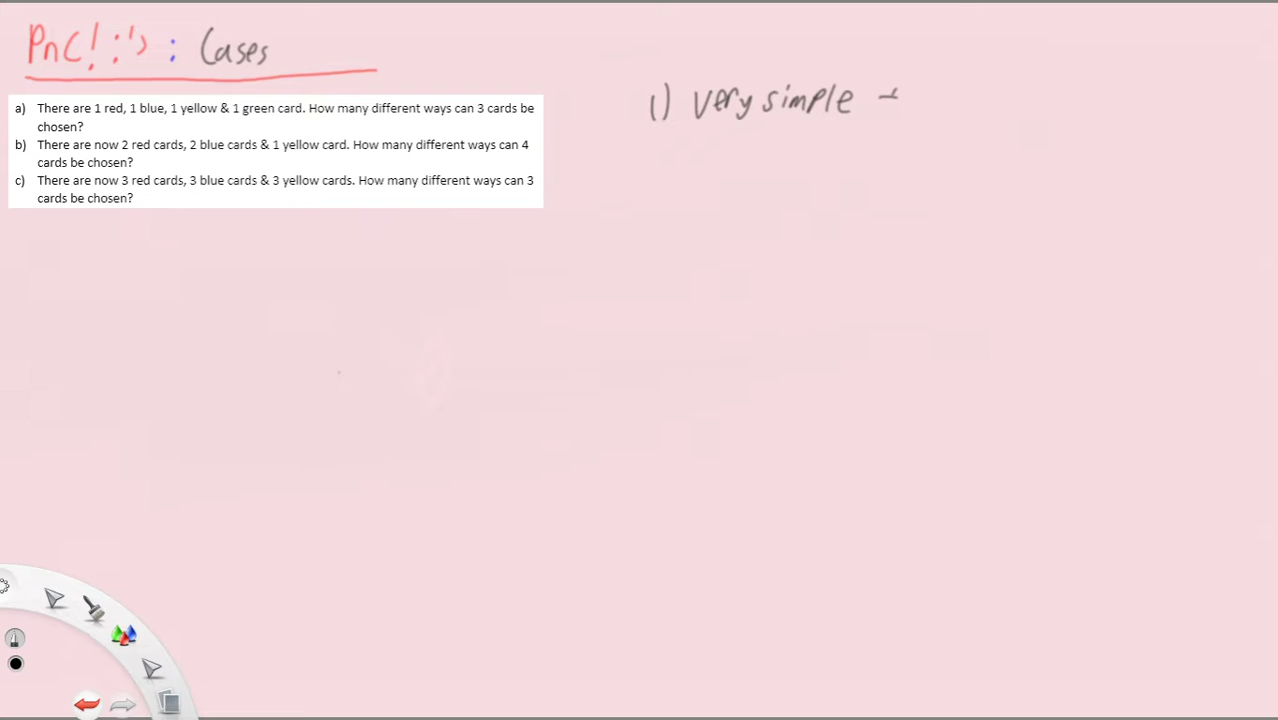 PnC! :') : Cases
a) There are 1 red, 1 blue, 1 yellow & 1 green card. How many different ways can 3 cards be
chosen?
b) There are now 2 red cards, 2 blue cards & 1 yellow card. How many different ways can 4
cards be chosen?
c) There are now 3 red cards, 3 blue cards & 3 yellow cards. How many different ways can 3
cards be chosen?
1) very simple